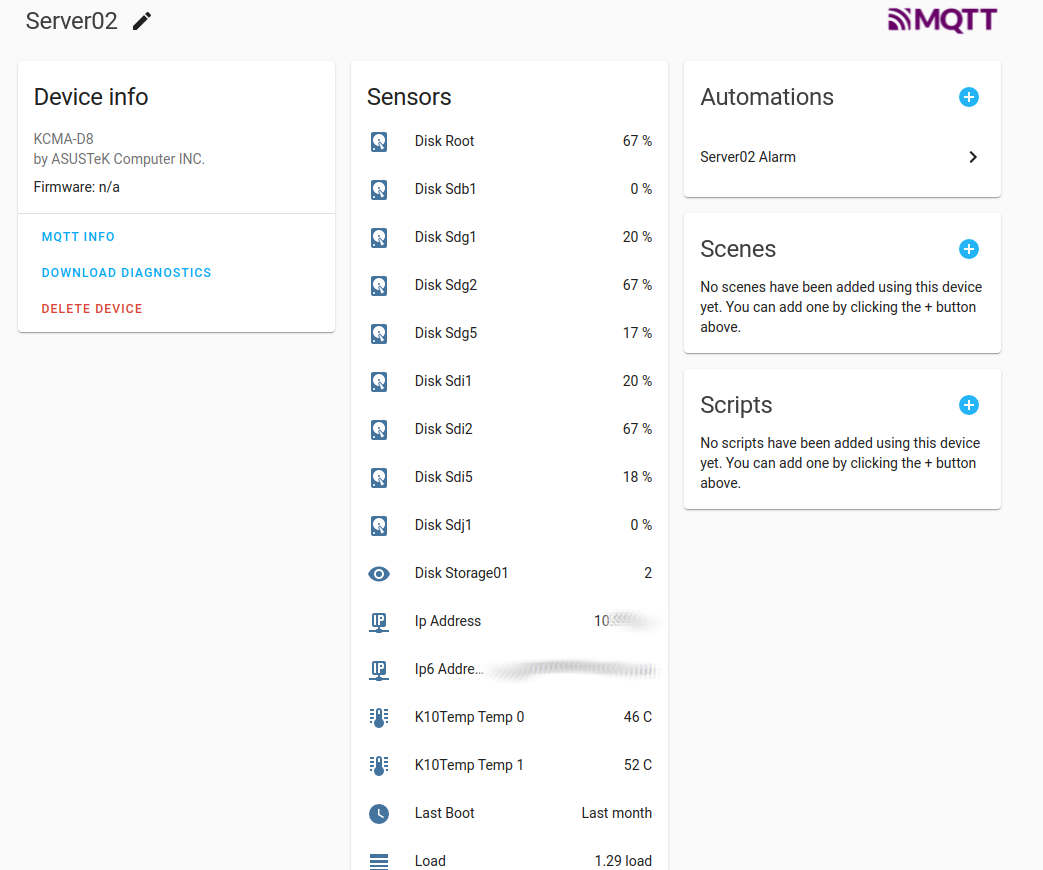 Server02
MQTT
Device info
KCMA-D8
by ASUSTeK Computer INC.
Firmware: n/a
MQTT INFO
DOWNLOAD DIAGNOSTICS
DELETE DEVICE
Sensors
Disk Root 67 %
Disk Sdb1 0 %
Disk Sdg1 20 %
Disk Sdg2 67 %
Disk Sdg5 17 %
Disk Sdi1 20 %
Disk Sdi2 67 %
Disk Sdi5 18 %
Disk Sdj1 0 %
Disk Storage01 2
Ip Address 10.
Ip6 Addre...
K10Temp Temp 0 46 C
K10Temp Temp 1 52 C
Last Boot Last month
Load 1.29 load
Automations
Server02 Alarm
Scenes
No scenes have been added using this device
yet. You can add one by clicking the + button
above.
Scripts
No scripts have been added using this device
yet. You can add one by clicking the + button
above.